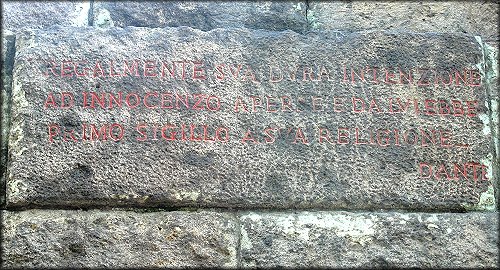 REGALMENTE SVA DVRA INTENZIONE
AD INNOCENZO APERSE E DA LVI EBBE
PRIMO SIGILLO A SVA RELIGIONE
DANTE